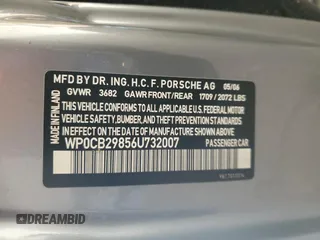 MFD BY DR. ING. H.C.F. PORSCHE AG 05/06
GVWR 3682 GAWR FRONT/REAR 1709 / 2072 LBS
THIS VEHICLE CONFORMS TO ALL APPLICABLE U.S. FEDERAL MOTOR
VEHICLE SAFETY, BUMPER, AND THEFT PREVENTION STANDARDS
IN EFFECT ON THE DATE OF MANUFACTURE SHOWN ABOVE.
WP0CB29856U732007 PASSENGER CAR
MADE IN FINLAND
DREAMBID